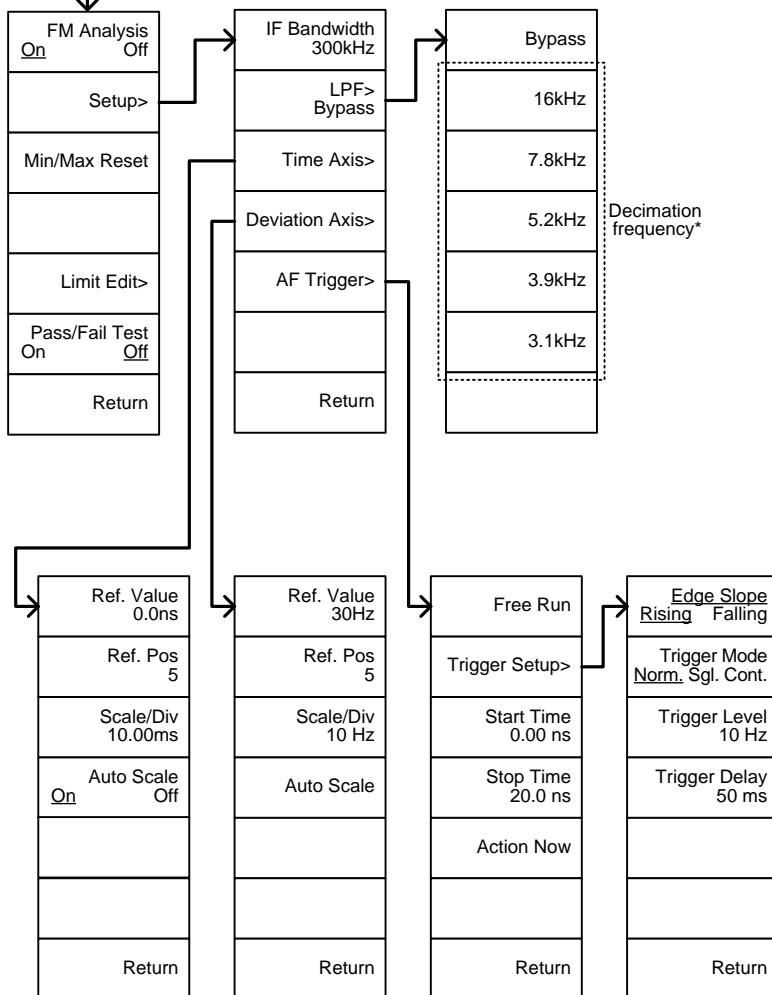 FM Analysis
On Off
Setup>
Min/Max Reset
Limit Edit>
Pass/Fail Test
On Off
Return
IF Bandwidth
300kHz
LPF>
Bypass
Time Axis>
Deviation Axis>
AF Trigger>
Return
Bypass
16kHz
7.8kHz
5.2kHz
3.9kHz
3.1kHz
Decimation
frequency*
Ref. Value
0.0ns
Ref. Pos
5
Scale/Div
10.00ms
Auto Scale
On Off
Return
Ref. Value
30Hz
Ref. Pos
5
Scale/Div
10 Hz
Auto Scale
Return
Free Run
Trigger Setup>
Start Time
0.00 ns
Stop Time
20.0 ns
Action Now
Return
Edge Slope
Rising Falling
Trigger Mode
Norm. Sgl. Cont.
Trigger Level
10 Hz
Trigger Delay
50 ms
Return